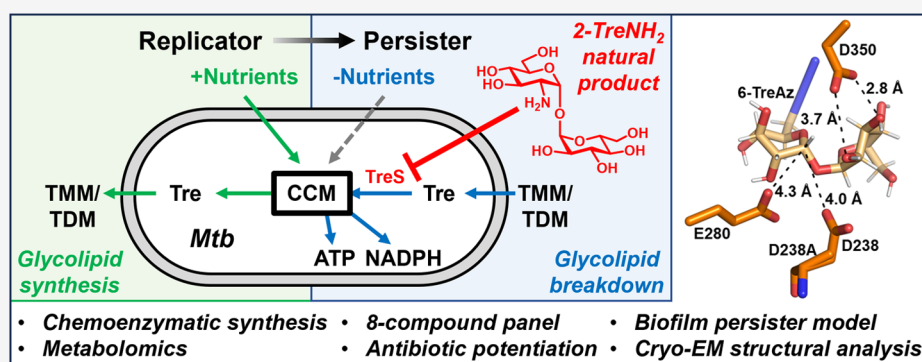 Replicator
Persister
+Nutrients
-Nutrients
2-TreNH2
natural
product
HO
OH
O
HO
HO
H2N
O
O
OH
HO
OH
OH
TMM/
TDM
Tre
CCM
TreS
Tre
TMM/
TDM
Mtb
ATP NADPH
Glycolipid
synthesis
Glycolipid
breakdown
D350
6-TreAz
2.8 Å
3.7 Å
4.3 Å
4.0 Å
E280
D238A
D238
• Chemoenzymatic synthesis
• Metabolomics
• 8-compound panel
• Antibiotic potentiation
• Biofilm persister model
• Cryo-EM structural analysis